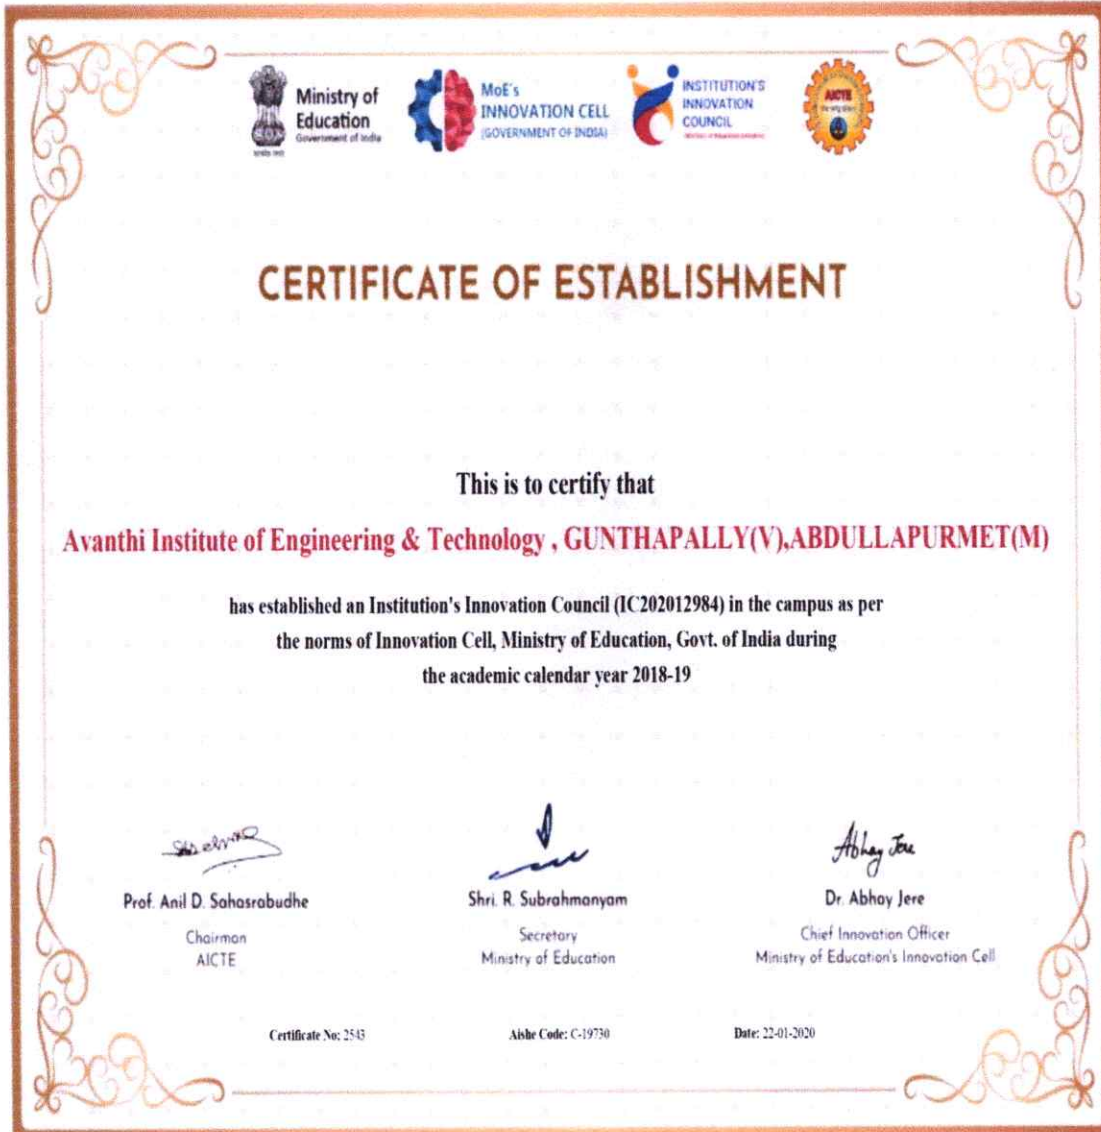 Ministry of
Education
Government of India
MoE's
INNOVATION CELL
(GOVERNMENT OF INDIA)
INSTITUTION'S
INNOVATION
COUNCIL
AICTE
CERTIFICATE OF ESTABLISHMENT
This is to certify that
Avanthi Institute of Engineering & Technology , GUNTHAPALLY(V),ABDULLAPURMET(M)
has established an Institution's Innovation Council (IC202012984) in the campus as per
the norms of Innovation Cell, Ministry of Education, Govt. of India during
the academic calendar year 2018-19
Abhay Jere
Prof. Anil D. Sahasrabudhe
Shri. R. Subrahmanyam
Dr. Abhay Jere
Chairman
AICTE
Secretary
Ministry of Education
Chief Innovation Officer
Ministry of Education's Innovation Cell
Certificate No: 2543
Aishe Code: C-19730
Date: 22-01-2020